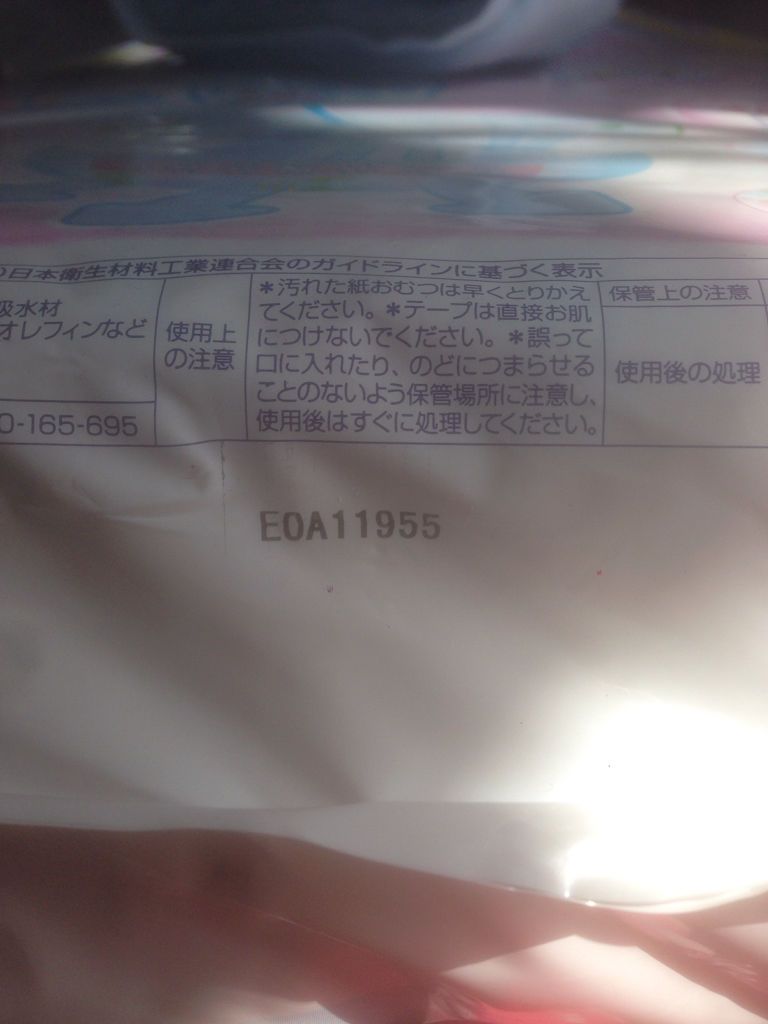 日本衛生材料工業連合会のガイドラインに基づく表示
吸水材
オレフィンなど
0-165-695
使用上
の注意
＊汚れた紙おむつは早くとりかえ
てください。＊テープは直接お肌
につけないでください。＊誤って
口に入れたり、のどにつまらせる
ことのないよう保管場所に注意し、
使用後はすぐに処理してください。
保管上の注意
使用後の処理
E0A11955